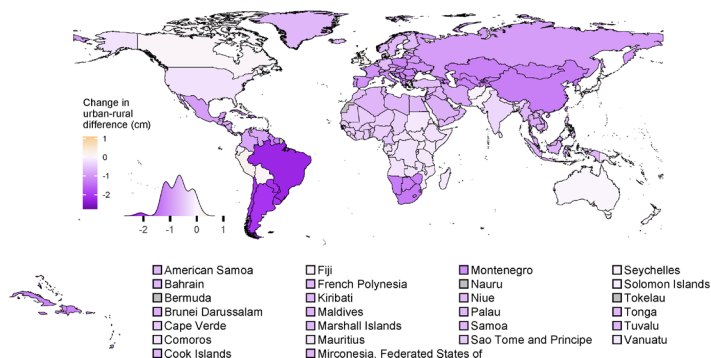 Change in
urban-rural
difference (cm)
1
0
-1
-2
-2 -1 0 1
American Samoa Fiji Montenegro Seychelles
Bahrain French Polynesia Nauru Solomon Islands
Bermuda Kiribati Niue Tokelau
Brunei Darussalam Maldives Palau Tonga
Cape Verde Marshall Islands Samoa Tuvalu
Comoros Mauritius Sao Tome and Principe Vanuatu
Cook Islands Mirconesia, Federated States of